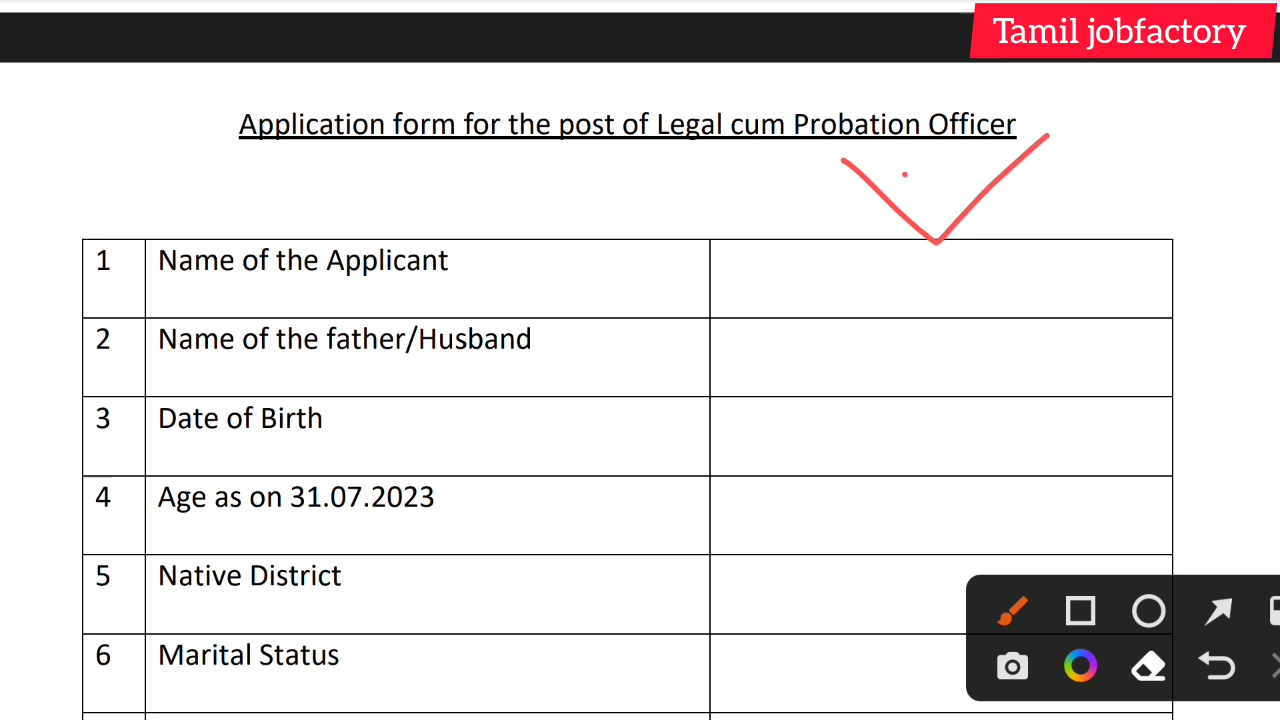 Tamil jobfactory
Application form for the post of Legal cum Probation Officer
1 Name of the Applicant
2 Name of the father/Husband
3 Date of Birth
4 Age as on 31.07.2023
5 Native District
6 Marital Status